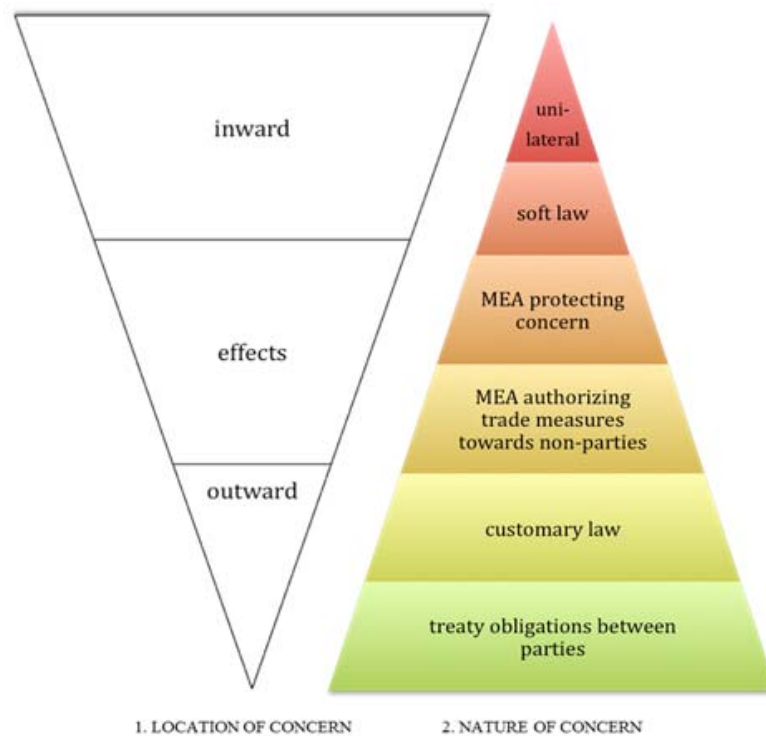 inward
effects
outward
uni-
lateral
soft law
MEA protecting
concern
MEA authorizing
trade measures
towards non-parties
customary law
treaty obligations between
parties
1. LOCATION OF CONCERN
2. NATURE OF CONCERN